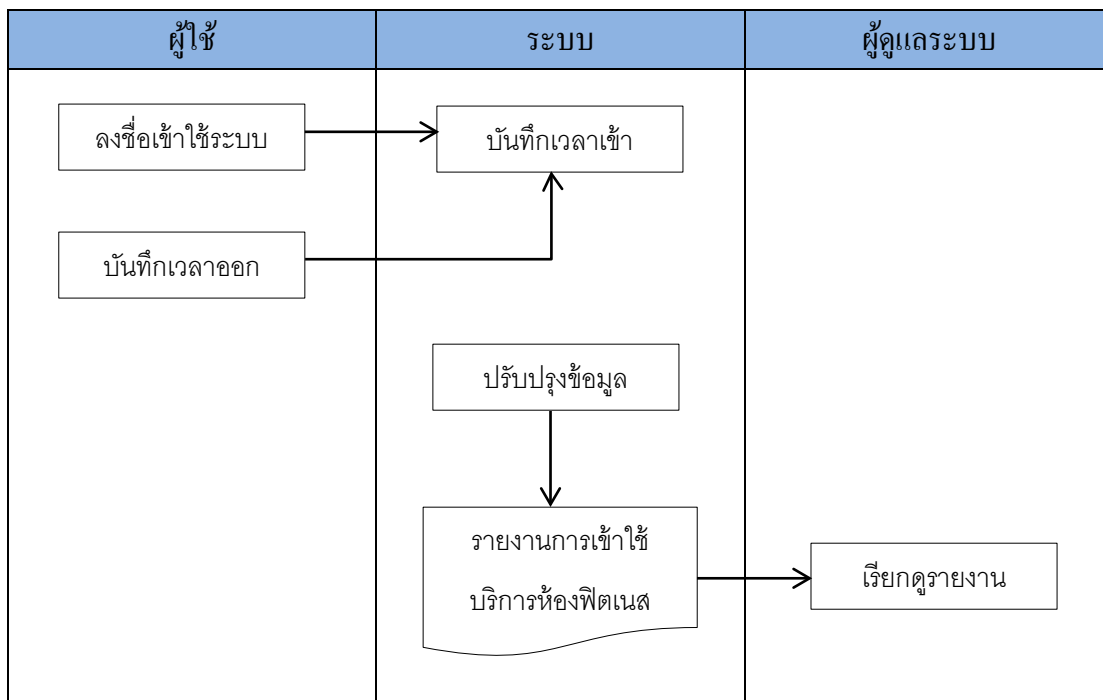 ผู้ใช้
ระบบ
ผู้ดูแลระบบ
ลงชื่อเข้าใช้ระบบ
บันทึกเวลาเข้า
บันทึกเวลาออก
ปรับปรุงข้อมูล
รายงานการเข้าใช้
บริการห้องฟิตเนส
เรียกดูรายงาน